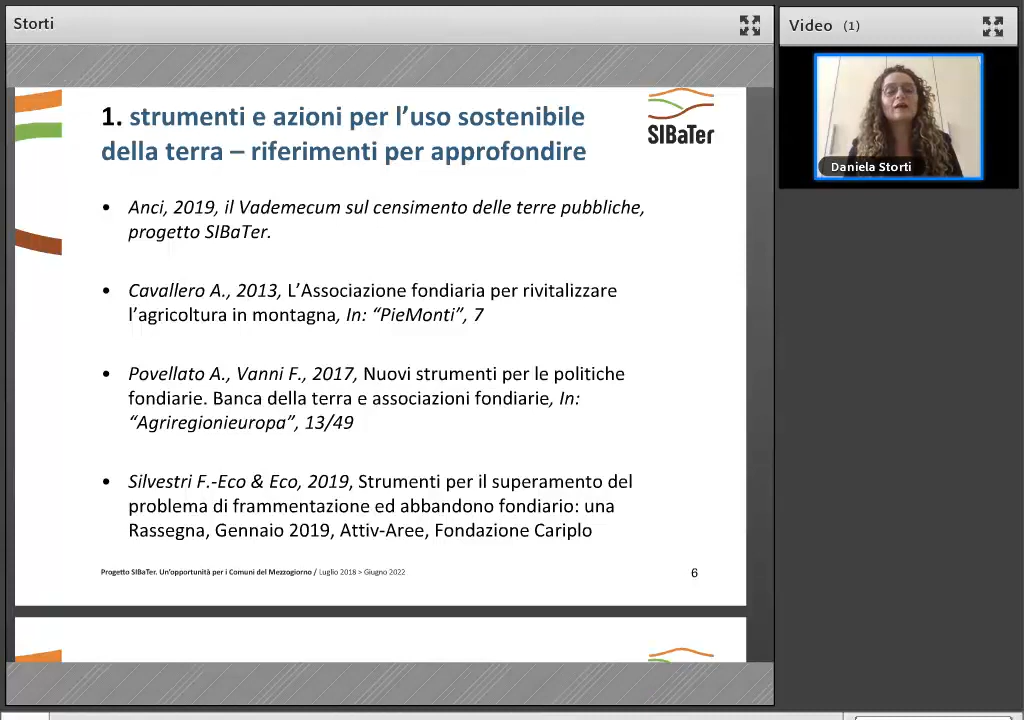 Storti
Video (1)
1. strumenti e azioni per l’uso sostenibile
della terra – riferimenti per approfondire
SIBaTer
Daniela Storti
• Anci, 2019, il Vademecum sul censimento delle terre pubbliche,
progetto SIBaTer.
• Cavallero A., 2013, L’Associazione fondiaria per rivitalizzare
l’agricoltura in montagna, In: “PieMonti”, 7
• Povellato A., Vanni F., 2017, Nuovi strumenti per le politiche
fondiarie. Banca della terra e associazioni fondiarie, In:
“Agriregionieuropa”, 13/49
• Silvestri F.-Eco & Eco, 2019, Strumenti per il superamento del
problema di frammentazione ed abbandono fondiario: una
Rassegna, Gennaio 2019, Attiv-Aree, Fondazione Cariplo
Progetto SIBaTer. Un’opportunità per i Comuni del Mezzogiorno / Luglio 2018 > Giugno 2022
6